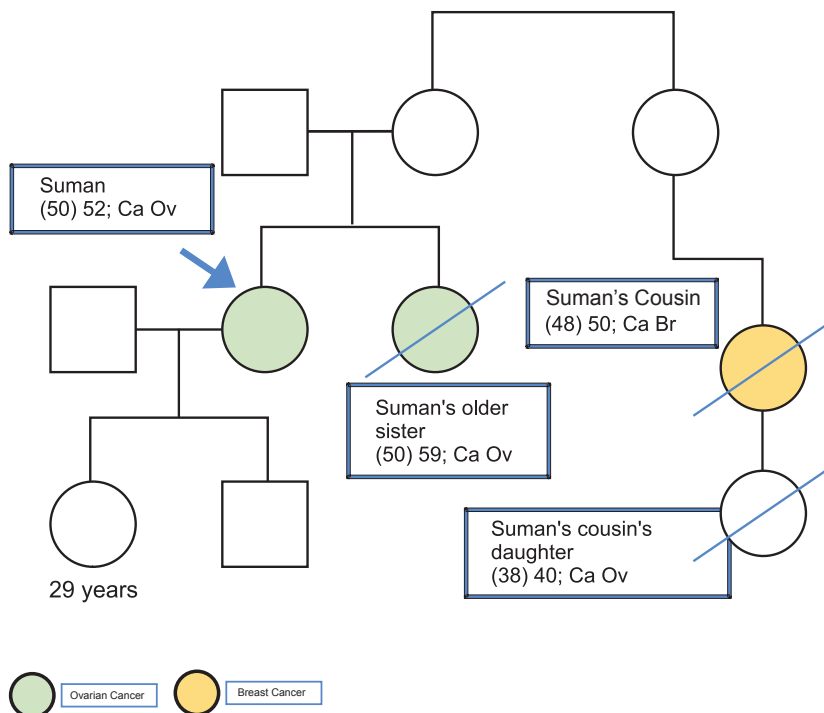 Suman
(50) 52; Ca Ov
Suman’s Cousin
(48) 50; Ca Br
Suman's older
sister
(50) 59; Ca Ov
Suman's cousin's
daughter
(38) 40; Ca Ov
29 years
Ovarian Cancer
Breast Cancer